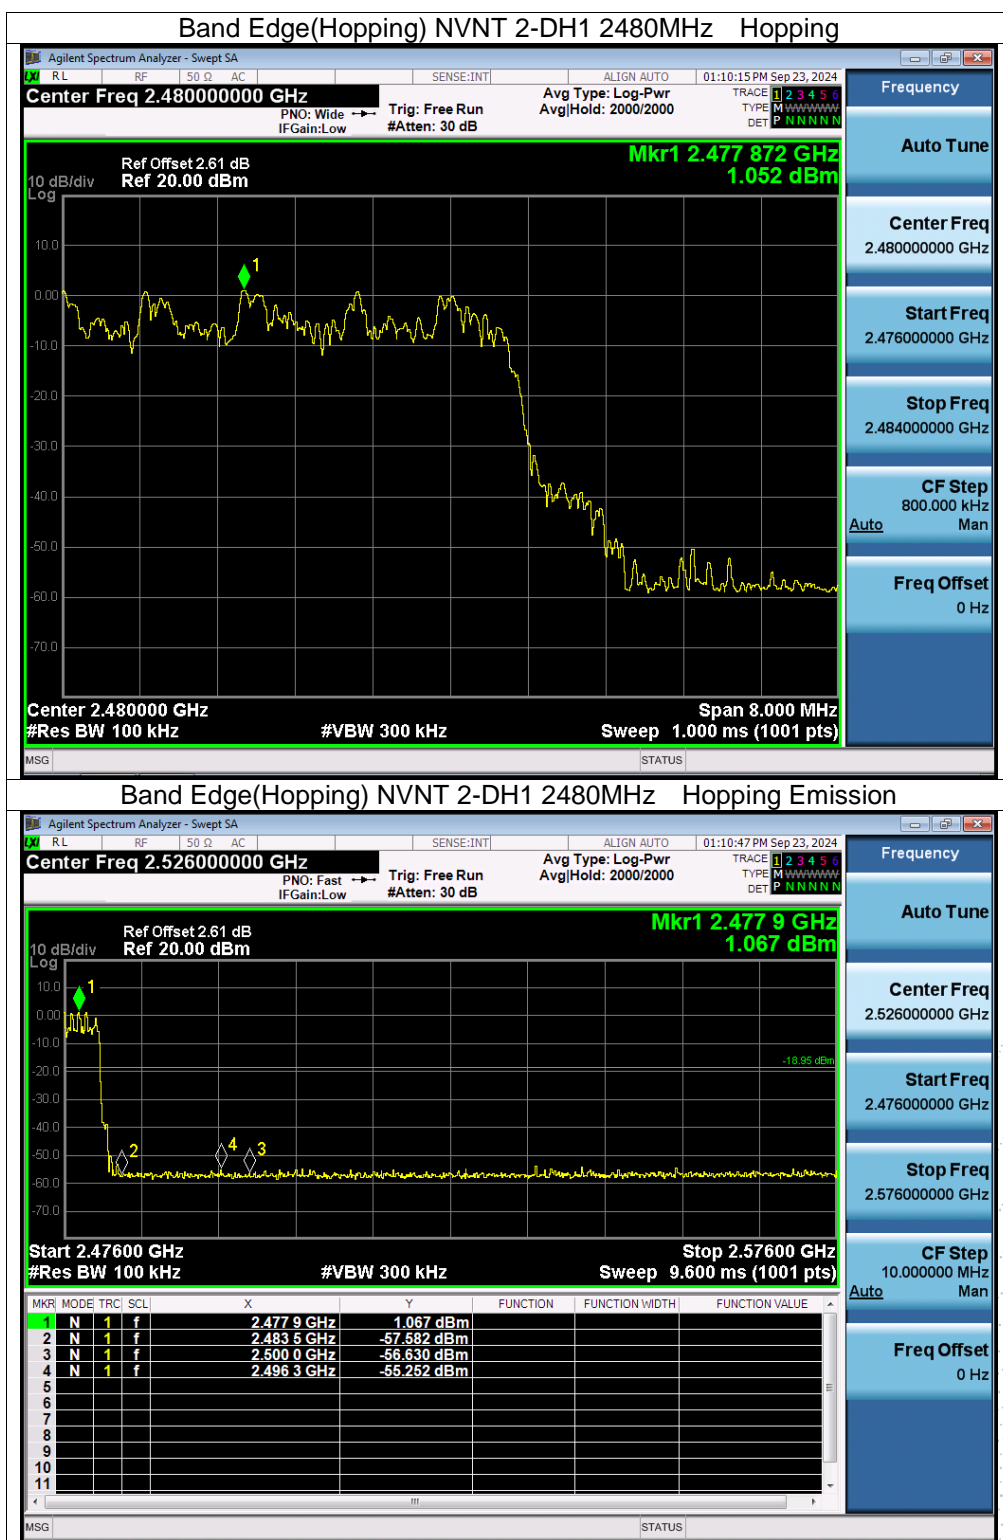 Band Edge(Hopping) NVNT 2-DH1 2480MHz Hopping
Agilent Spectrum Analyzer - Swept SA
LXI RL RF 50 Ω AC SENSE:INT ALIGN AUTO 01:10:15 PM Sep 23, 2024
Center Freq 2.480000000 GHz
PNO: Wide
IFGain:Low
Trig: Free Run
#Atten: 30 dB
Avg Type: Log-Pwr
Avg|Hold: 2000/2000
TRACE 1 2 3 4 5 6
TYPE M WWWWW
DET P N N N N N
Ref Offset 2.61 dB
Ref 20.00 dBm
10 dB/div
Log
Mkr1 2.477 872 GHz
1.052 dBm
10.0
0.00
-10.0
-20.0
-30.0
-40.0
-50.0
-60.0
-70.0
1
Center 2.480000 GHz
Span 8.000 MHz
#Res BW 100 kHz
#VBW 300 kHz
Sweep 1.000 ms (1001 pts)
MSG STATUS
Frequency
Auto Tune
Center Freq
2.480000000 GHz
Start Freq
2.476000000 GHz
Stop Freq
2.484000000 GHz
CF Step
800.000 kHz
Auto Man
Freq Offset
0 Hz
Band Edge(Hopping) NVNT 2-DH1 2480MHz Hopping Emission
Agilent Spectrum Analyzer - Swept SA
LXI RL RF 50 Ω AC SENSE:INT ALIGN AUTO 01:10:47 PM Sep 23, 2024
Center Freq 2.526000000 GHz
PNO: Fast
IFGain:Low
Trig: Free Run
#Atten: 30 dB
Avg Type: Log-Pwr
Avg|Hold: 2000/2000
TRACE 1 2 3 4 5 6
TYPE M WWWWW
DET P N N N N N
Ref Offset 2.61 dB
Ref 20.00 dBm
10 dB/div
Log
Mkr1 2.477 9 GHz
1.067 dBm
10.0
0.00
-10.0
-20.0
-30.0
-40.0
-50.0
-60.0
-70.0
1
-18.95 dBm
2
4
3
Start 2.47600 GHz
Stop 2.57600 GHz
#Res BW 100 kHz
#VBW 300 kHz
Sweep 9.600 ms (1001 pts)
MKR MODE TRC SCL X Y FUNCTION FUNCTION WIDTH FUNCTION VALUE
1 N 1 f 2.477 9 GHz 1.067 dBm
2 N 1 f 2.483 5 GHz -57.582 dBm
3 N 1 f 2.500 0 GHz -56.630 dBm
4 N 1 f 2.496 3 GHz -55.252 dBm
5
6
7
8
9
10
11
MSG STATUS
Frequency
Auto Tune
Center Freq
2.526000000 GHz
Start Freq
2.476000000 GHz
Stop Freq
2.576000000 GHz
CF Step
10.000000 MHz
Auto Man
Freq Offset
0 Hz